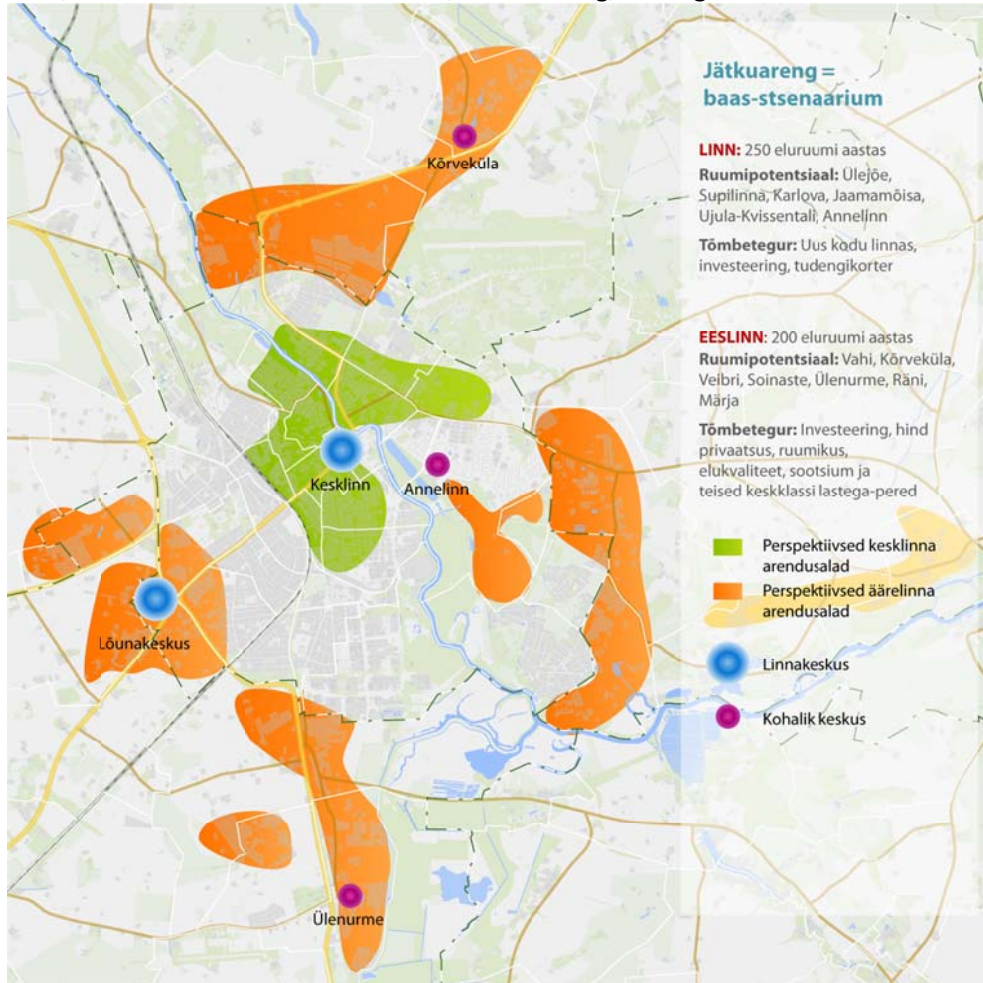 Jätkuareng =
baas-stsenaarium
LINN: 250 eluruumi aastas
Ruumipotentsiaal: Ülejõe,
Supilinna, Karlova, Jaamamõisa,
Ujula-Kvissentali, Annelinn
Tõmbetegur: Uus kodu linnas,
investeering, tudengikorter
EESLINN: 200 eluruumi aastas
Ruumipotentsiaal: Vahi, Kõrveküla,
Veibri, Soinaste, Ülenurme, Räni,
Märja
Tõmbetegur: Investeering, hind
privaatsus, ruumikus,
elukvaliteet, sootsium ja
teised keskklassi lastega-pered
Perspektiivsed kesklinna
arendusalad
Perspektiivsed äärelinna
arendusalad
Linnakeskus
Kohalik keskus
Kõrveküla
Kesklinn
Annelinn
Lõunakeskus
Ülenurme